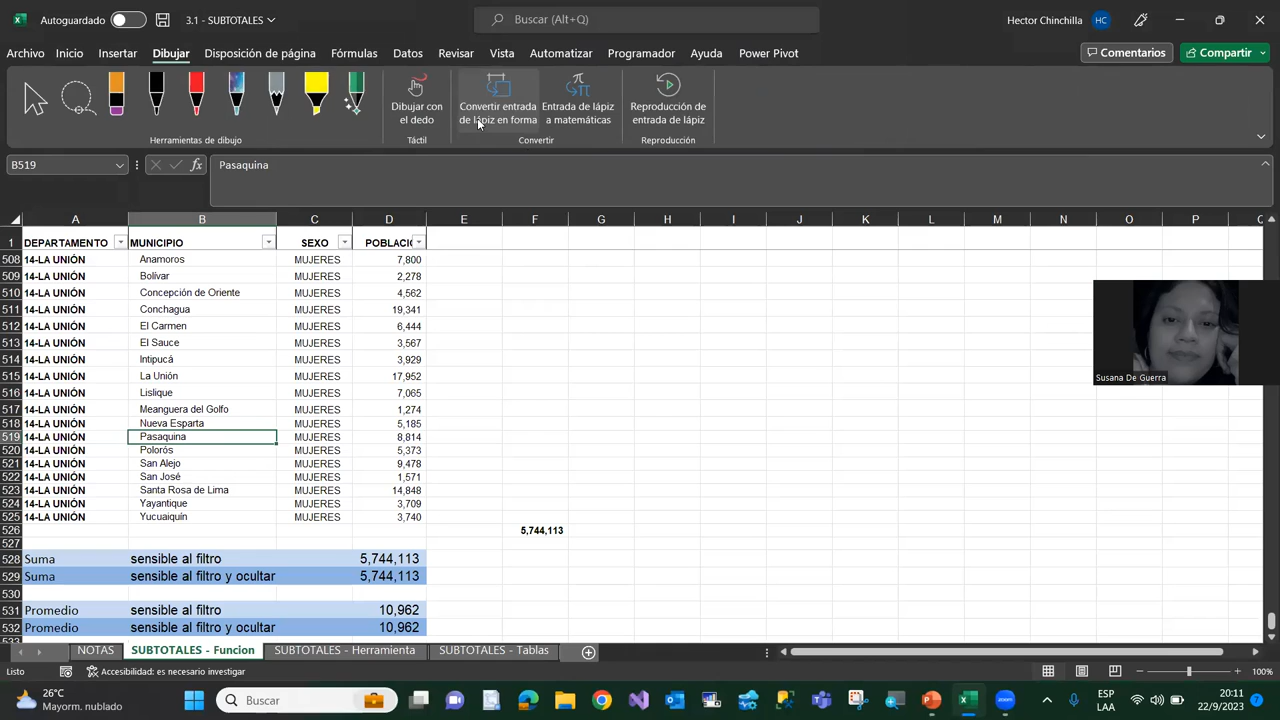 Autoguardado
3.1 - SUBTOTALES
Buscar (Alt+Q)
Hector Chinchilla
HC
Archivo Inicio Insertar Dibujar Disposición de página Fórmulas Datos Revisar Vista Automatizar Programador Ayuda Power Pivot
Comentarios
Compartir
Dibujar con el dedo
Convertir entrada de lápiz en forma
Entrada de lápiz a matemáticas
Reproducción de entrada de lápiz
Herramientas de dibujo
Táctil
Convertir
Reproducción
B519
fx
Pasaquina
A B C D E F G H I J K L M N O P
1 DEPARTAMENTO MUNICIPIO SEXO POBLACIÓ
508 14-LA UNIÓN Anamoros MUJERES 7,800
509 14-LA UNIÓN Bolívar MUJERES 2,278
510 14-LA UNIÓN Concepción de Oriente MUJERES 4,562
511 14-LA UNIÓN Conchagua MUJERES 19,341
512 14-LA UNIÓN El Carmen MUJERES 6,444
513 14-LA UNIÓN El Sauce MUJERES 3,567
514 14-LA UNIÓN Intipucá MUJERES 3,929
515 14-LA UNIÓN La Unión MUJERES 17,952
516 14-LA UNIÓN Lislique MUJERES 7,065
517 14-LA UNIÓN Meanguera del Golfo MUJERES 1,274
518 14-LA UNIÓN Nueva Esparta MUJERES 5,185
519 14-LA UNIÓN Pasaquina MUJERES 8,814
520 14-LA UNIÓN Polorós MUJERES 5,373
521 14-LA UNIÓN San Alejo MUJERES 9,478
522 14-LA UNIÓN San José MUJERES 1,571
523 14-LA UNIÓN Santa Rosa de Lima MUJERES 14,848
524 14-LA UNIÓN Yayantique MUJERES 3,709
525 14-LA UNIÓN Yucuaiquín MUJERES 3,740
526 5,744,113
527
528 Suma sensible al filtro 5,744,113
529 Suma sensible al filtro y ocultar 5,744,113
530
531 Promedio sensible al filtro 10,962
532 Promedio sensible al filtro y ocultar 10,962
Susana De Guerra
NOTAS SUBTOTALES - Funcion SUBTOTALES - Herramienta SUBTOTALES - Tablas
Listo
Accesibilidad: es necesario investigar
100%
26°C
Mayorm. nublado
Buscar
ESP
LAA
20:11
22/9/2023